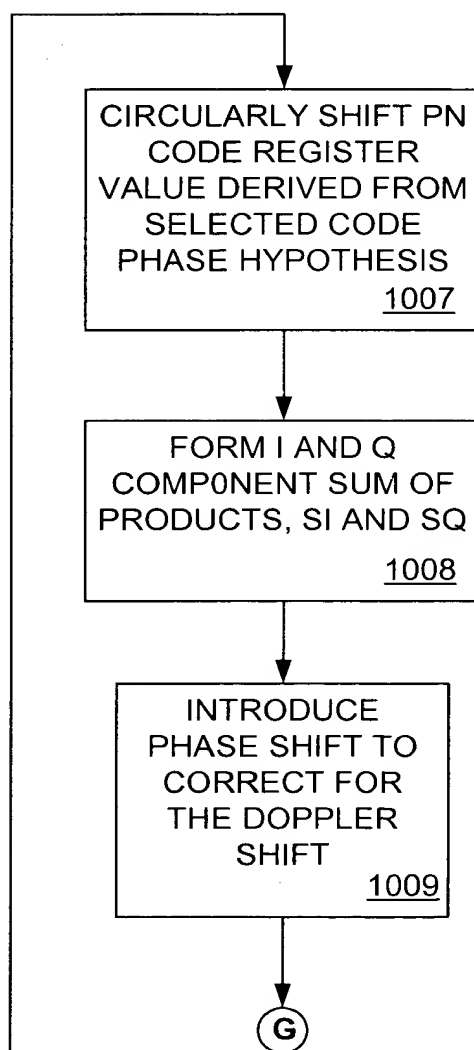 CIRCULARLY SHIFT PN
CODE REGISTER
VALUE DERIVED FROM
SELECTED CODE
PHASE HYPOTHESIS
1007
FORM I AND Q
COMP0NENT SUM OF
PRODUCTS, SI AND SQ
1008
INTRODUCE
PHASE SHIFT TO
CORRECT FOR
THE DOPPLER
SHIFT
1009
G